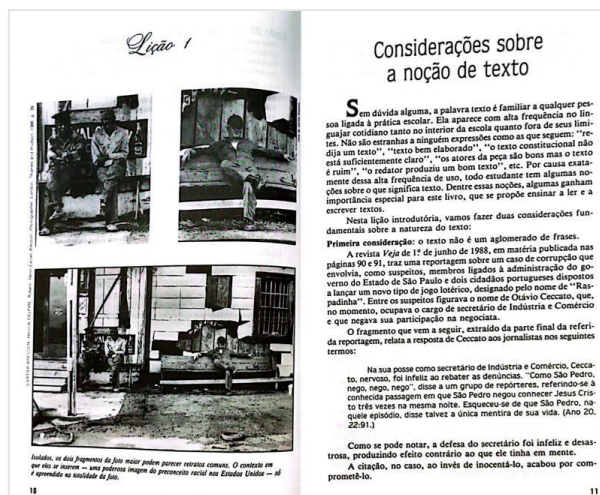 Lição 1
Isolados, os dois fragmentos da foto maior podem parecer retratos comuns. O contexto em
que eles se inserem — uma poderosa imagem do preconceito racial nos Estados Unidos — só
é apreendido na totalidade da foto.
10
Considerações sobre
a noção de texto
Sem dúvida alguma, a palavra texto é familiar a qualquer pes-
soa ligada à prática escolar. Ela aparece com alta freqüência no lin-
guajar cotidiano tanto no interior da escola quanto fora de seus limi-
tes. Não são estranhas a ninguém expressões como as que seguem: "re-
dija um texto", "texto bem elaborado", "o texto constitucional não
está suficientemente claro", "os atores da peça são bons mas o texto
é ruim", "o redator produziu um bom texto", etc. Por causa exata-
mente dessa alta freqüência de uso, todo estudante tem algumas no-
ções sobre o que significa texto. Dentre essas noções, algumas ganham
importância especial para este livro, que se propõe ensinar a ler e a
escrever textos.
Nesta lição introdutória, vamos fazer duas considerações fun-
damentais sobre a natureza do texto:
Primeira consideração: o texto não é um aglomerado de frases.
A revista Veja de 1º de junho de 1988, em matéria publicada nas
páginas 90 e 91, traz uma reportagem sobre um caso de corrupção que
envolvia, como suspeitos, membros ligados à administração do go-
verno do Estado de São Paulo e dois cidadãos portugueses dispostos
a lançar um novo tipo de jogo lotérico, designado pelo nome de "Ras-
padinha". Entre os suspeitos figurava o nome de Otávio Ceccato, que,
no momento, ocupava o cargo de secretário de Indústria e Comércio
e que negava sua participação na negociata.
O fragmento que vem a seguir, extraído da parte final da referi-
da reportagem, relata a resposta de Ceccato aos jornalistas nos seguintes
termos:
Na sua posse como secretário de Indústria e Comércio, Cecca-
to, nervoso, foi infeliz ao rebater as denúncias. "Como São Pedro,
nego, nego, nego", disse a um grupo de repórteres, referindo-se à
conhecida passagem em que São Pedro negou conhecer Jesus Cris-
to três vezes na mesma noite. Esqueceu-se de que São Pedro, na-
quele episódio, disse talvez a única mentira de sua vida. (Ano 20,
22:91.)
Como se pode notar, a defesa do secretário foi infeliz e desas-
trosa, produzindo efeito contrário ao que ele tinha em mente.
A citação, no caso, ao invés de inocentá-lo, acabou por com-
prometê-lo.
11